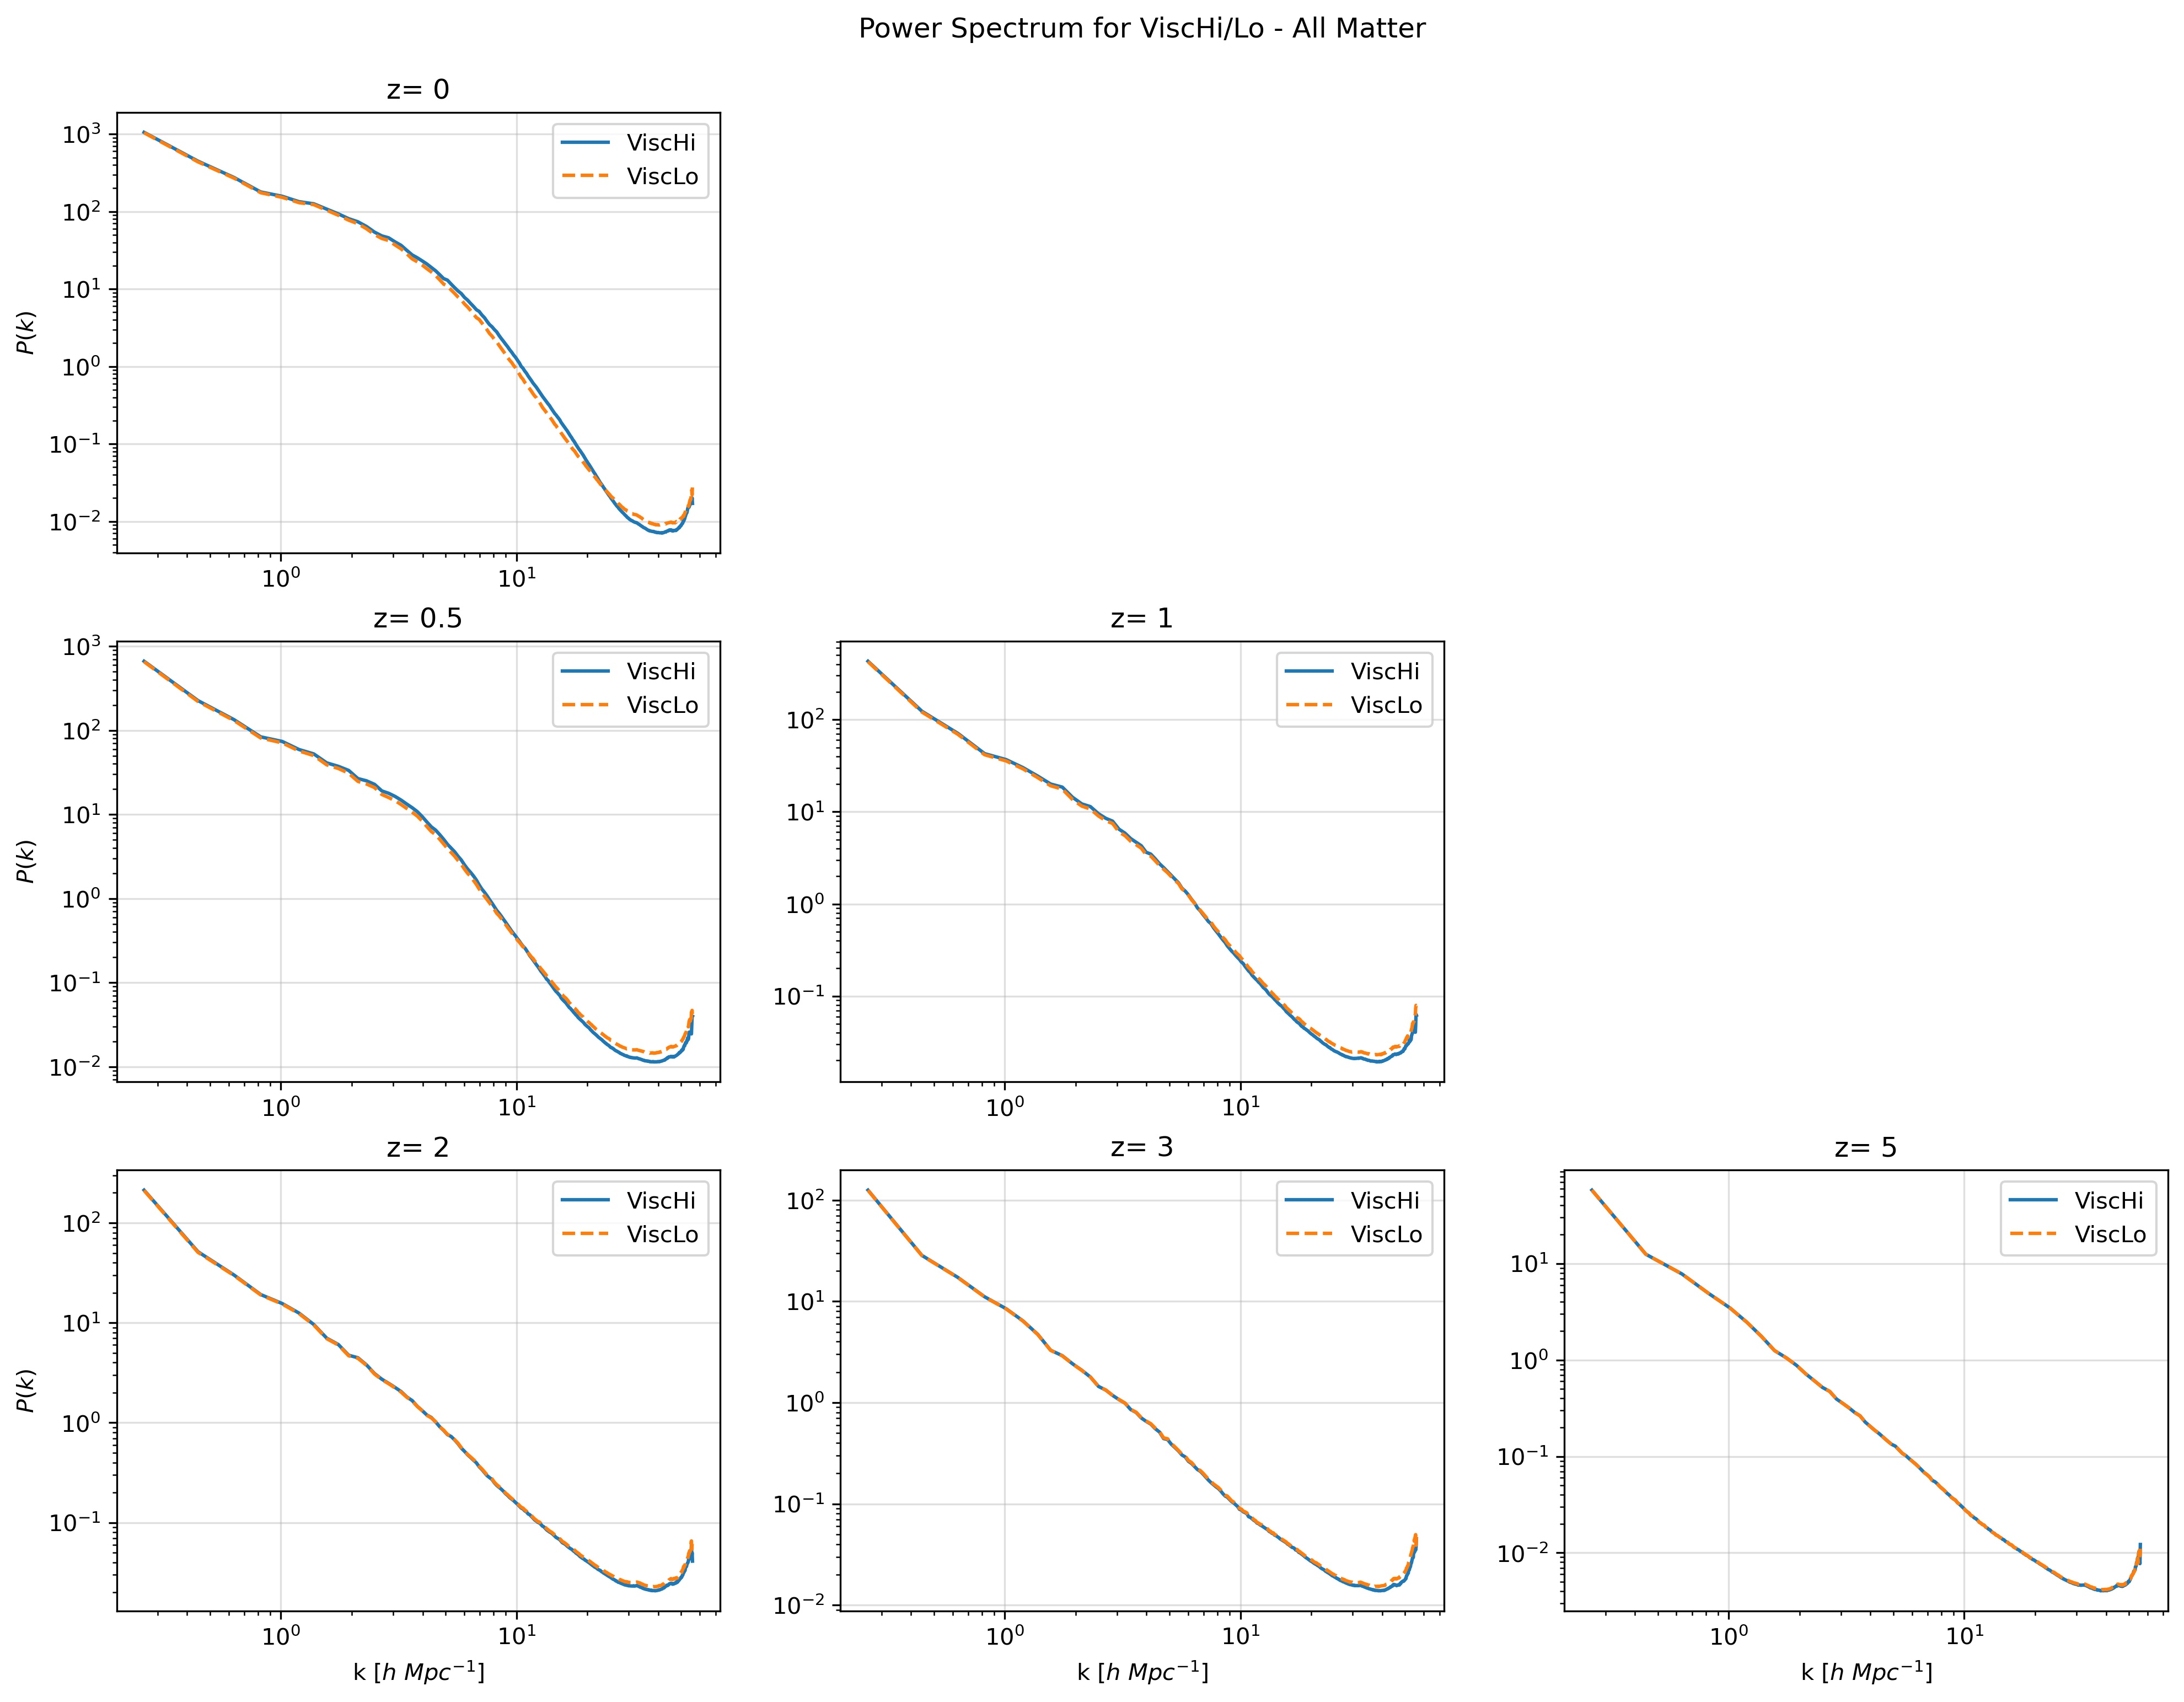 Power Spectrum for ViscHi/Lo - All Matter
z= 0
P(k)
10³
10²
10¹
10⁰
10⁻¹
10⁻²
10⁰
10¹
ViscHi
ViscLo
z= 0.5
P(k)
10³
10²
10¹
10⁰
10⁻¹
10⁻²
10⁰
10¹
ViscHi
ViscLo
z= 1
10²
10¹
10⁰
10⁻¹
10⁰
10¹
ViscHi
ViscLo
z= 2
P(k)
10²
10¹
10⁰
10⁻¹
10⁰
10¹
k [h Mpc⁻¹]
ViscHi
ViscLo
z= 3
10²
10¹
10⁰
10⁻¹
10⁻²
10⁰
10¹
k [h Mpc⁻¹]
ViscHi
ViscLo
z= 5
10¹
10⁰
10⁻¹
10⁻²
10⁰
10¹
k [h Mpc⁻¹]
ViscHi
ViscLo